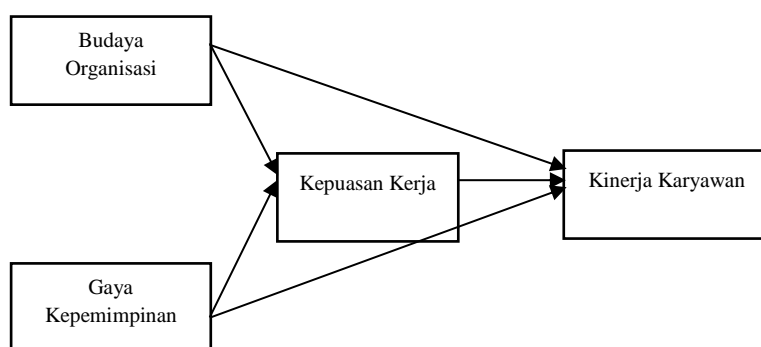 Budaya
Organisasi
Kepuasan Kerja
Kinerja Karyawan
Gaya
Kepemimpinan